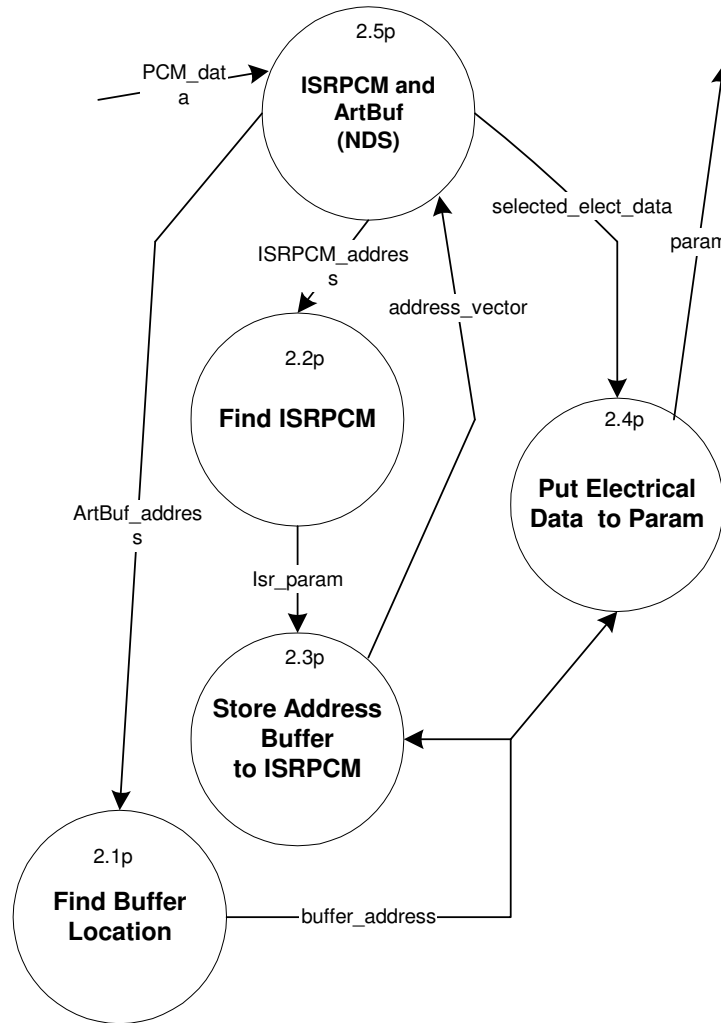 2.5p
ISRPCM and
ArtBuf
(NDS)
PCM_dat
a
selected_elect_data
param
ISRPCM_addres
s
address_vector
2.2p
Find ISRPCM
2.4p
Put Electrical
Data to Param
ArtBuf_addres
s
Isr_param
2.3p
Store Address
Buffer
to ISRPCM
2.1p
Find Buffer
Location
buffer_address